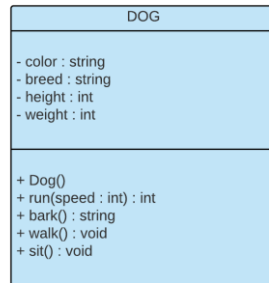 DOG
- color : string
- breed : string
- height : int
- weight : int
+ Dog()
+ run(speed : int) : int
+ bark() : string
+ walk() : void
+ sit() : void